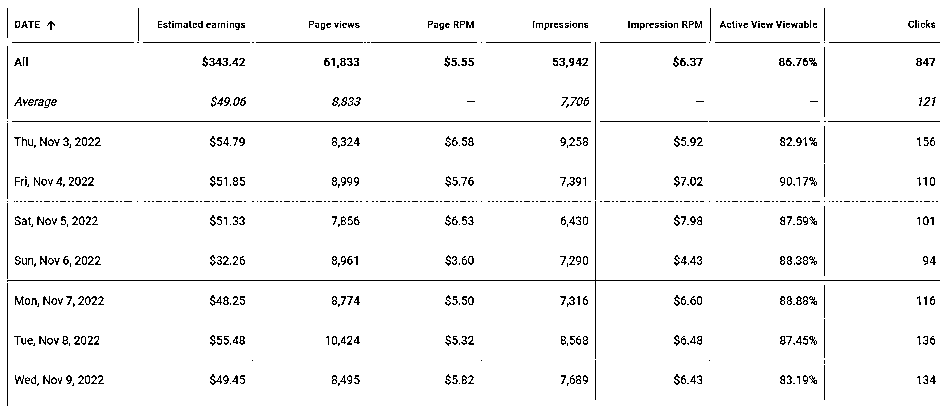 DATE ↑ Estimated earnings Page views Page RPM Impressions Impression RPM Active View Viewable Clicks
All $343.42 61,833 $5.55 53,942 $6.37 86.76% 847
Average $49.06 8,833 — 7,706 — — 121
Thu, Nov 3, 2022 $54.79 8,324 $6.58 9,258 $5.92 82.91% 156
Fri, Nov 4, 2022 $51.85 8,999 $5.76 7,391 $7.02 90.17% 110
Sat, Nov 5, 2022 $51.33 7,856 $6.53 6,430 $7.98 87.59% 101
Sun, Nov 6, 2022 $32.26 8,961 $3.60 7,290 $4.43 88.38% 94
Mon, Nov 7, 2022 $48.25 8,774 $5.50 7,316 $6.60 88.88% 116
Tue, Nov 8, 2022 $55.48 10,424 $5.32 8,568 $6.48 87.45% 136
Wed, Nov 9, 2022 $49.45 8,495 $5.82 7,689 $6.43 83.19% 134